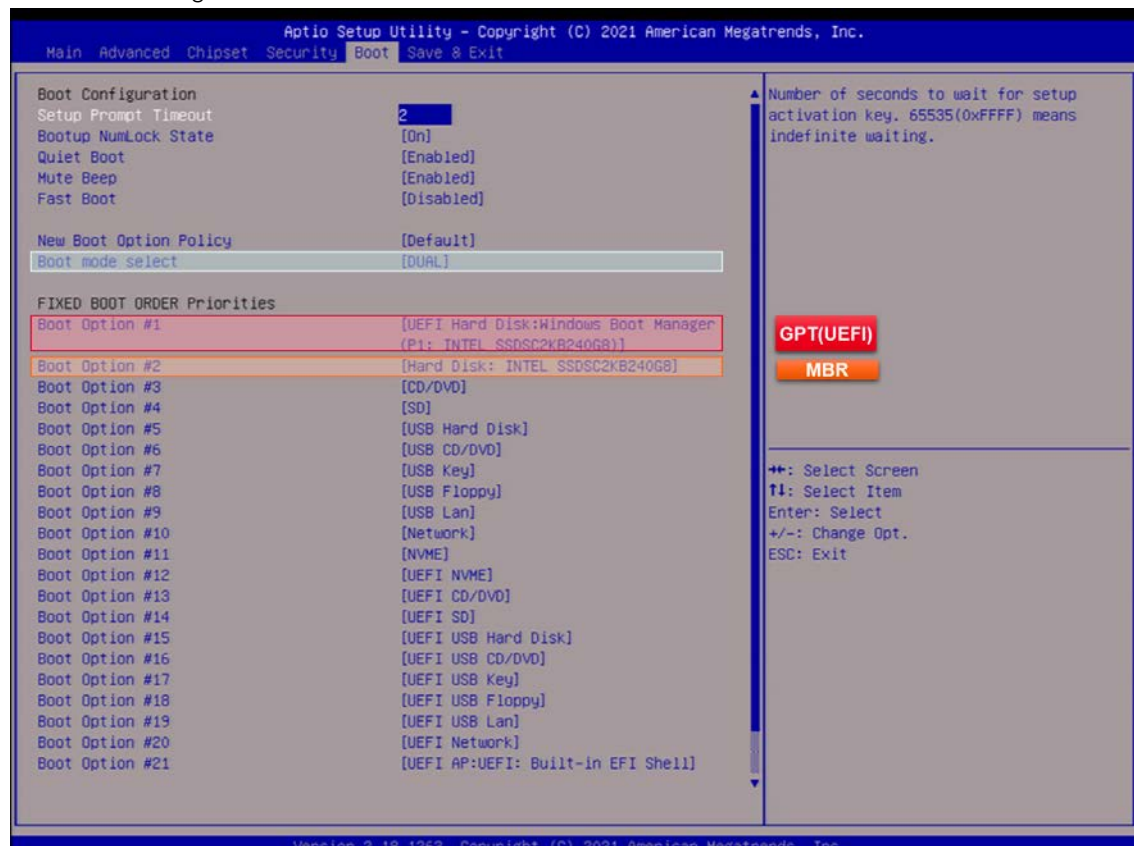 Aptio Setup Utility – Copyright (C) 2021 American Megatrends, Inc.
Main Advanced Chipset Security Boot Save & Exit
Boot Configuration
Setup Prompt Timeout 2
Bootup NumLock State [On]
Quiet Boot [Enabled]
Mute Beep [Enabled]
Fast Boot [Disabled]
New Boot Option Policy [Default]
Boot mode select [DUAL]
FIXED BOOT ORDER Priorities
Boot Option #1 [UEFI Hard Disk:Windows Boot Manager
(P1: INTEL SSDSC2KB240G8)]
Boot Option #2 [Hard Disk: INTEL SSDSC2KB240G8]
Boot Option #3 [CD/DVD]
Boot Option #4 [SD]
Boot Option #5 [USB Hard Disk]
Boot Option #6 [USB CD/DVD]
Boot Option #7 [USB Key]
Boot Option #8 [USB Floppy]
Boot Option #9 [USB Lan]
Boot Option #10 [Network]
Boot Option #11 [NVME]
Boot Option #12 [UEFI NVME]
Boot Option #13 [UEFI CD/DVD]
Boot Option #14 [UEFI SD]
Boot Option #15 [UEFI USB Hard Disk]
Boot Option #16 [UEFI USB CD/DVD]
Boot Option #17 [UEFI USB Key]
Boot Option #18 [UEFI USB Floppy]
Boot Option #19 [UEFI USB Lan]
Boot Option #20 [UEFI Network]
Boot Option #21 [UEFI AP:UEFI: Built-in EFI Shell]
Number of seconds to wait for setup
activation key. 65535(0xFFFF) means
indefinite waiting.
GPT(UEFI)
MBR
→←: Select Screen
↑↓: Select Item
Enter: Select
+/-: Change Opt.
ESC: Exit
Version 2.18.1263. Copyright (C) 2021 American Megatrends, Inc.